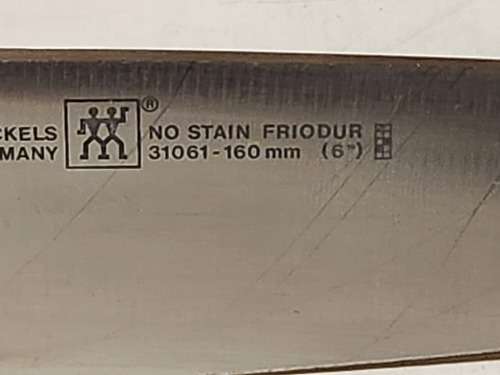 CKELS ® NO STAIN FRIODUR
MANY 31061-160 mm (6")